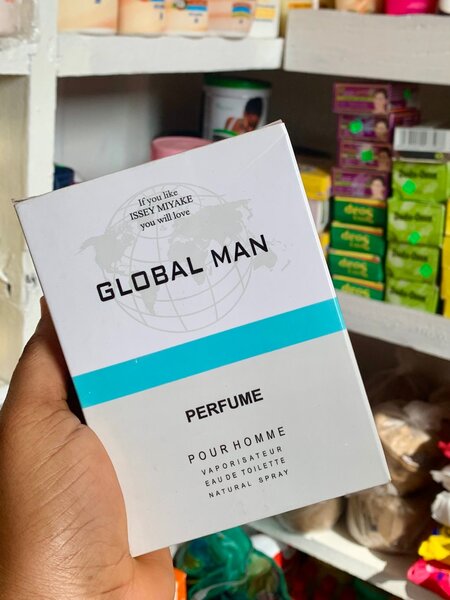 If you like
ISSEY MIYAKE
you will love
GLOBAL MAN
PERFUME
POUR HOMME
VAPORISATEUR
EAU DE TOILETTE
NATURAL SPRAY